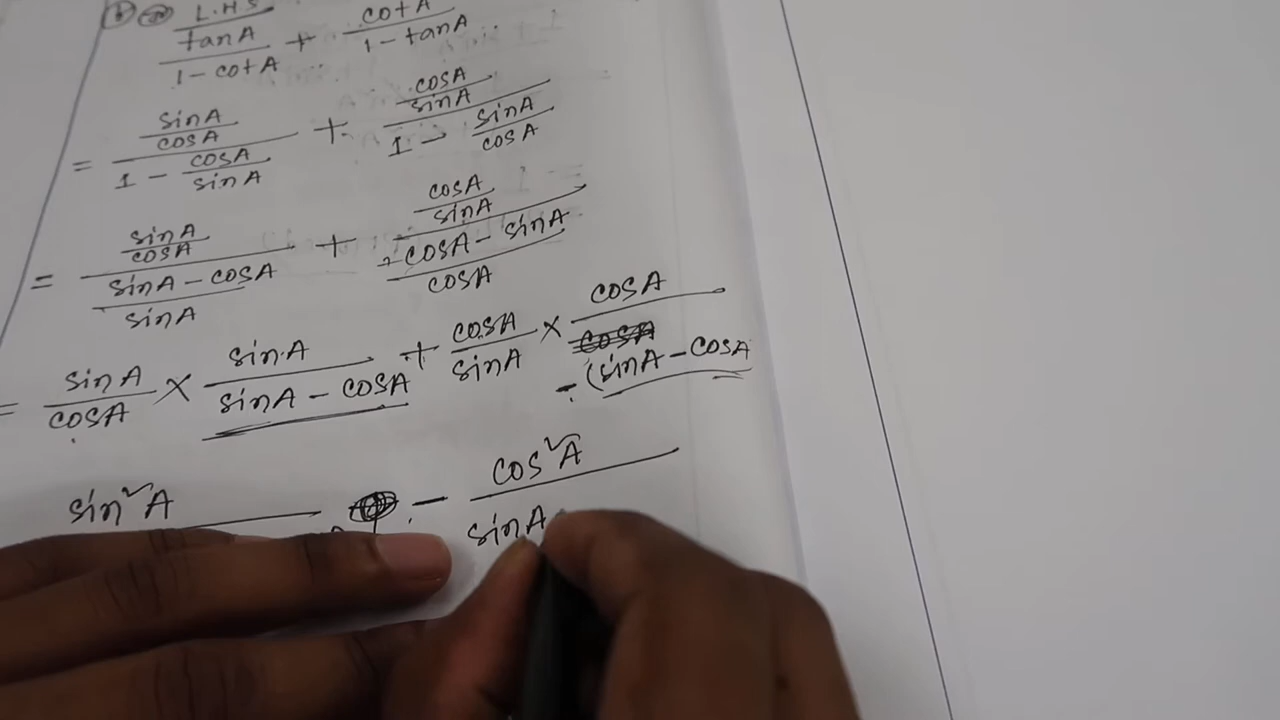 L.H.S
tanA / 1 - cotA + cotA / 1 - tanA
= sinA/cosA / 1 - cosA/sinA + cosA/sinA / 1 - sinA/cosA
= sinA/cosA / sinA - cosA/sinA + cosA/sinA / cosA - sinA/cosA
= sinA/cosA × sinA/sinA - cosA + cosA/sinA × cosA/-(sinA - cosA
sin²A - cos²A/sinA